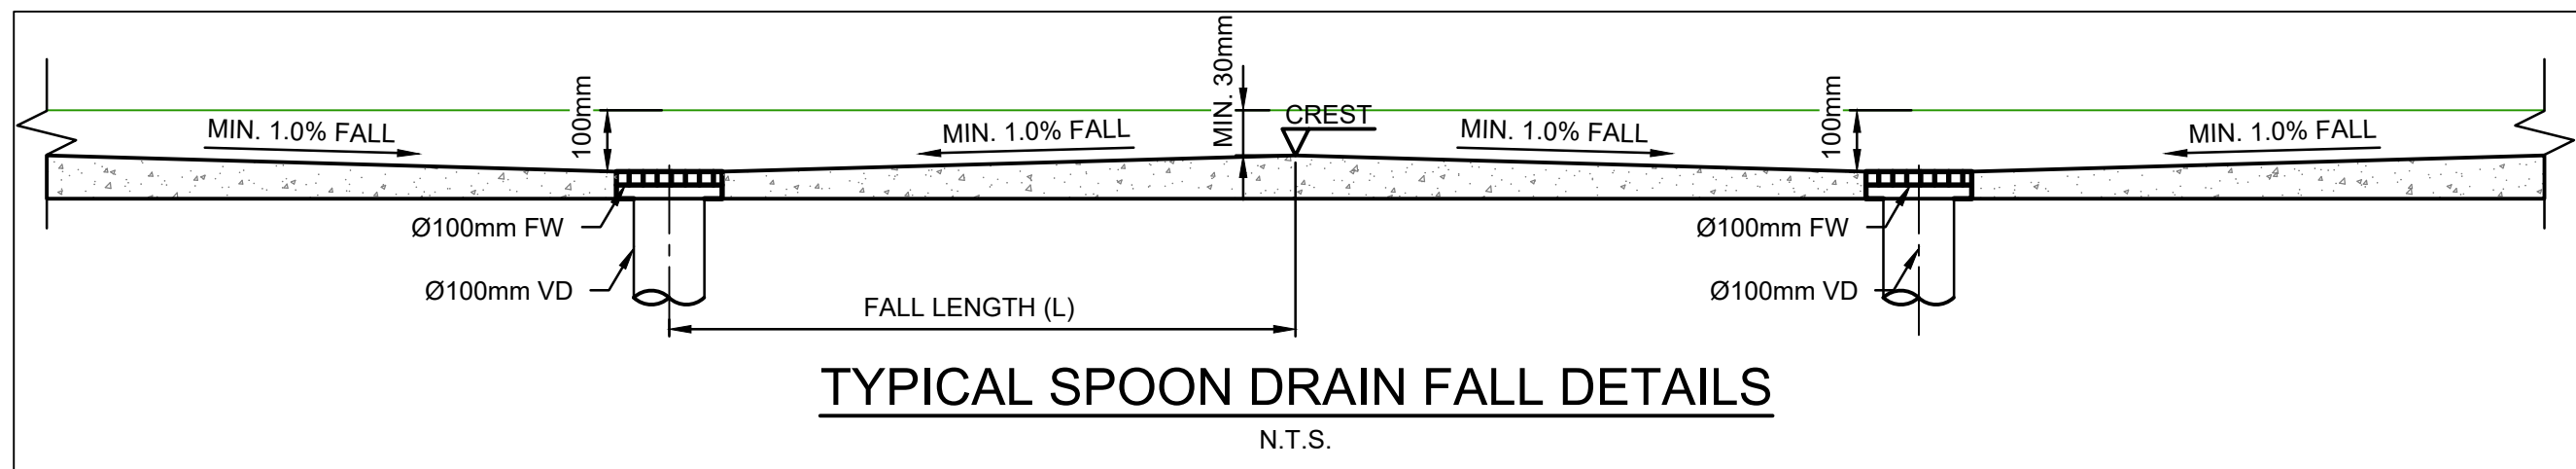 MIN. 30mm
100mm
100mm
CREST
MIN. 1.0% FALL
MIN. 1.0% FALL
MIN. 1.0% FALL
MIN. 1.0% FALL
Ø100mm FW
Ø100mm FW
Ø100mm VD
Ø100mm VD
FALL LENGTH (L)
TYPICAL SPOON DRAIN FALL DETAILS
N.T.S.